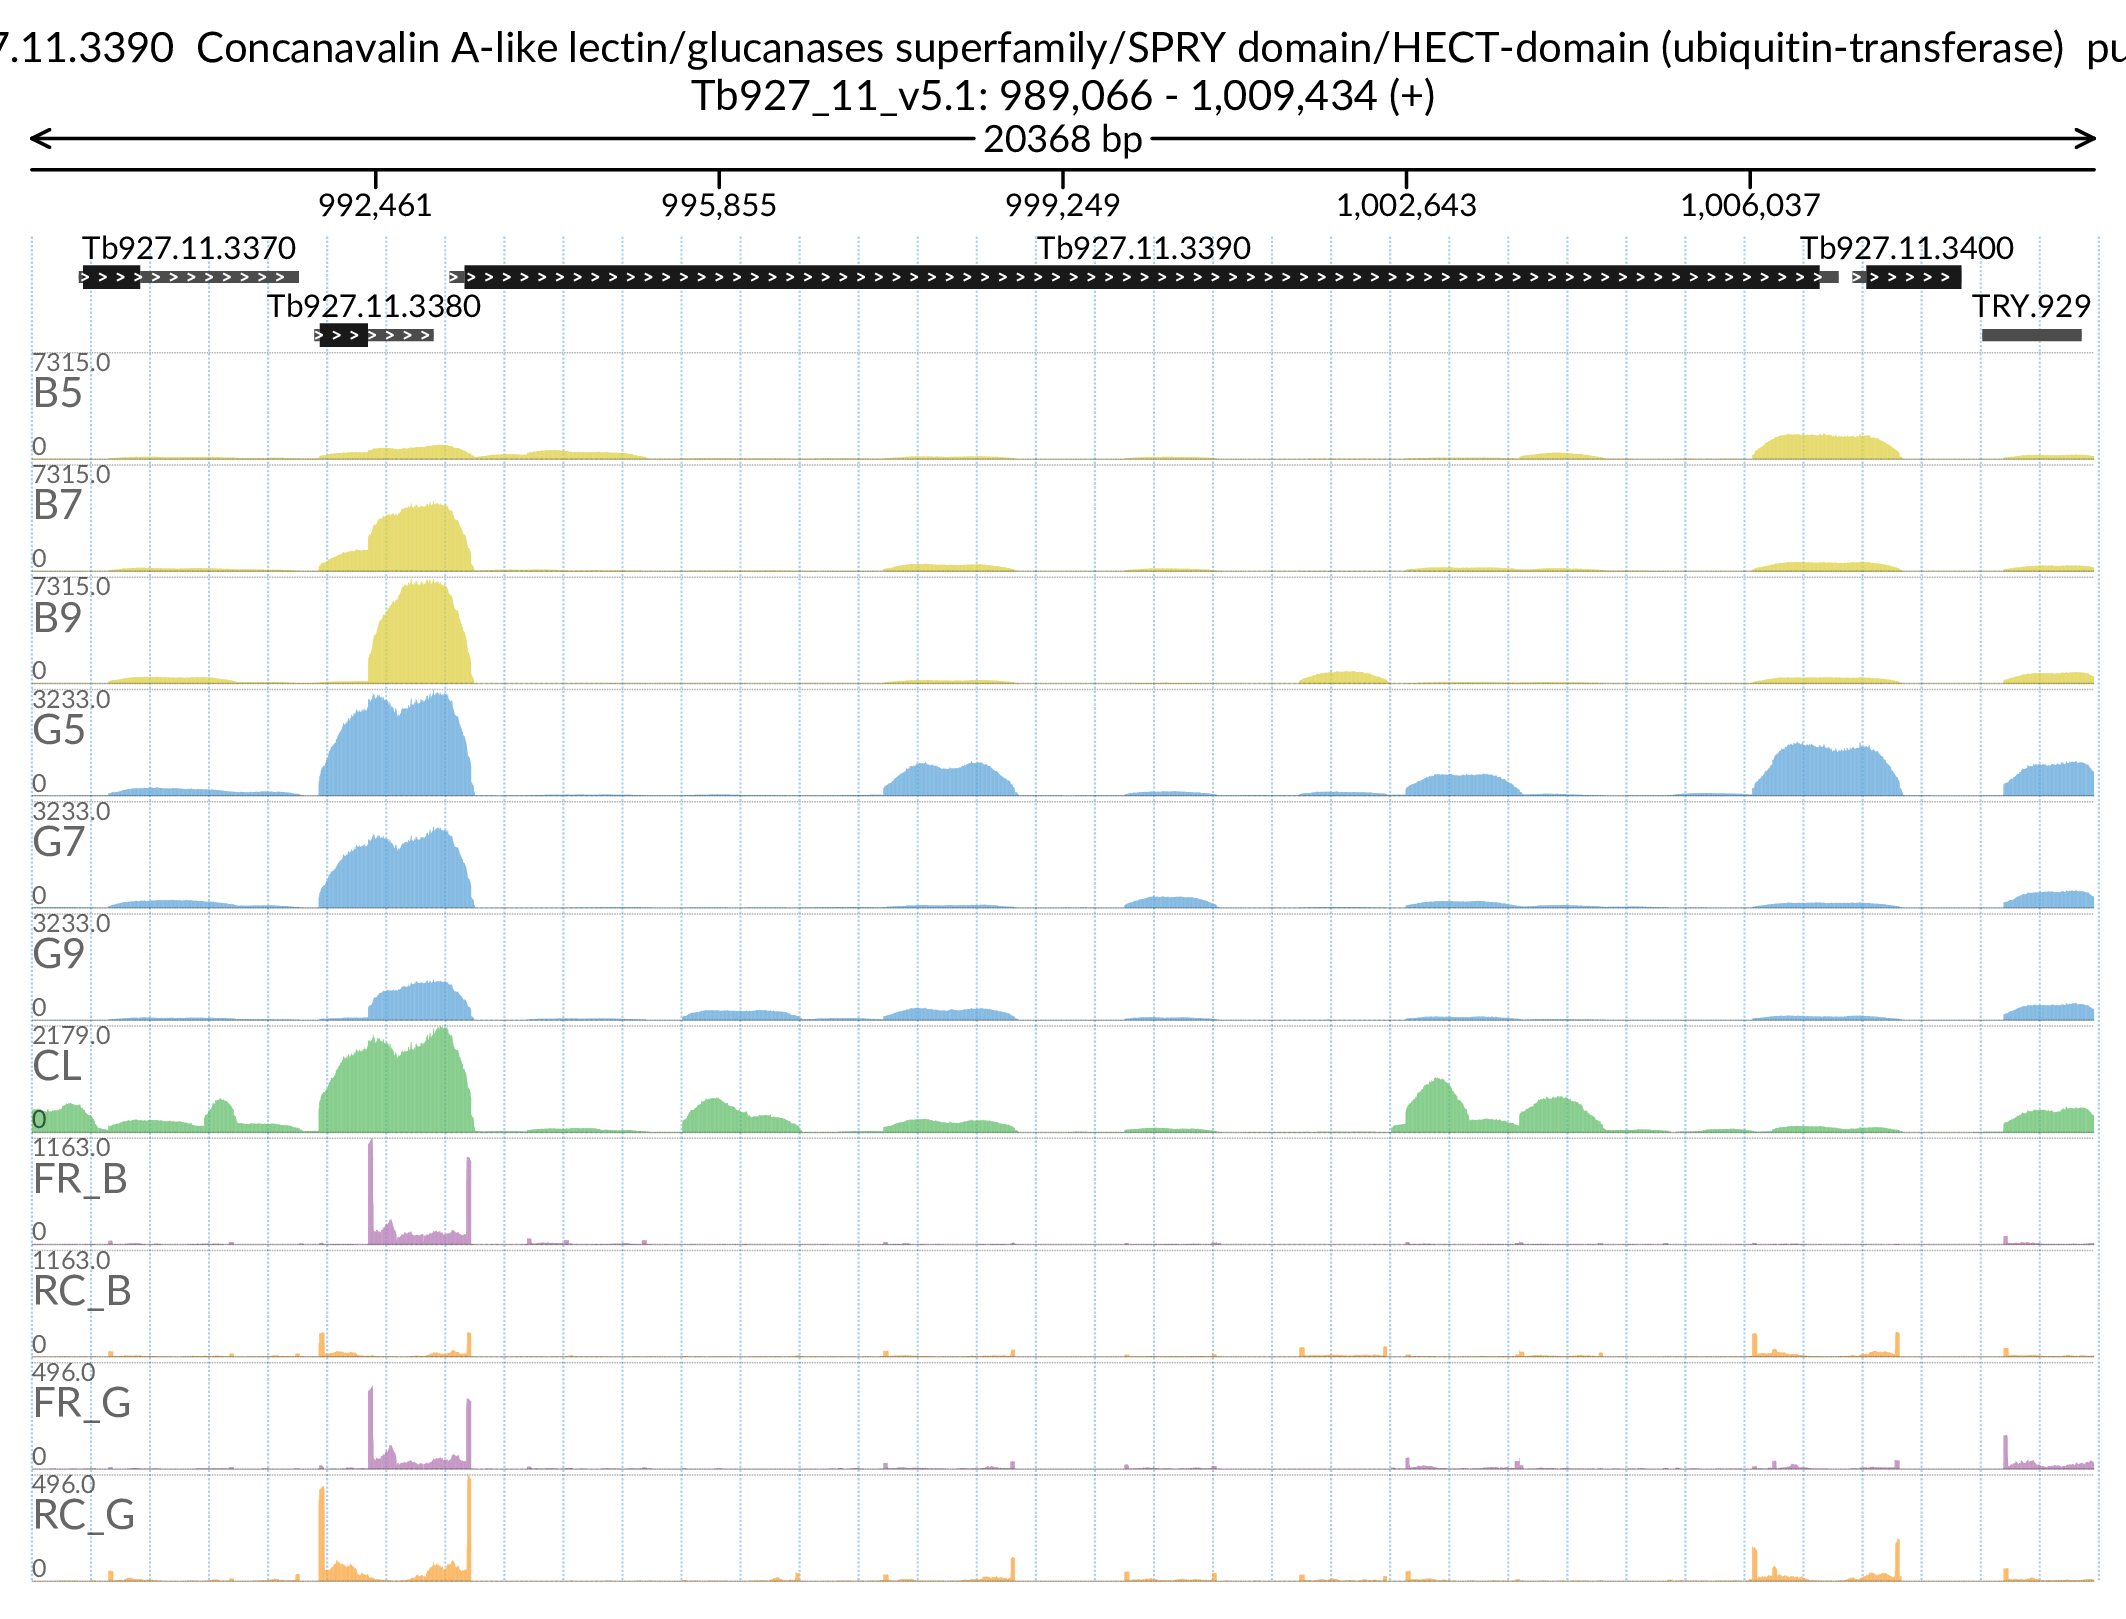 7.11.3390 Concanavalin A-like lectin/glucanases superfamily/SPRY domain/HECT-domain (ubiquitin-transferase) pu
Tb927_11_v5.1: 989,066 - 1,009,434 (+)
20368 bp
992,461 995,855 999,249 1,002,643 1,006,037
Tb927.11.3370 Tb927.11.3390 Tb927.11.3400
Tb927.11.3380 TRY.929
7315.0
B5
0
7315.0
B7
0
7315.0
B9
0
3233.0
G5
0
3233.0
G7
0
3233.0
G9
0
2179.0
CL
0
1163.0
FR_B
0
1163.0
RC_B
0
496.0
FR_G
0
496.0
RC_G
0